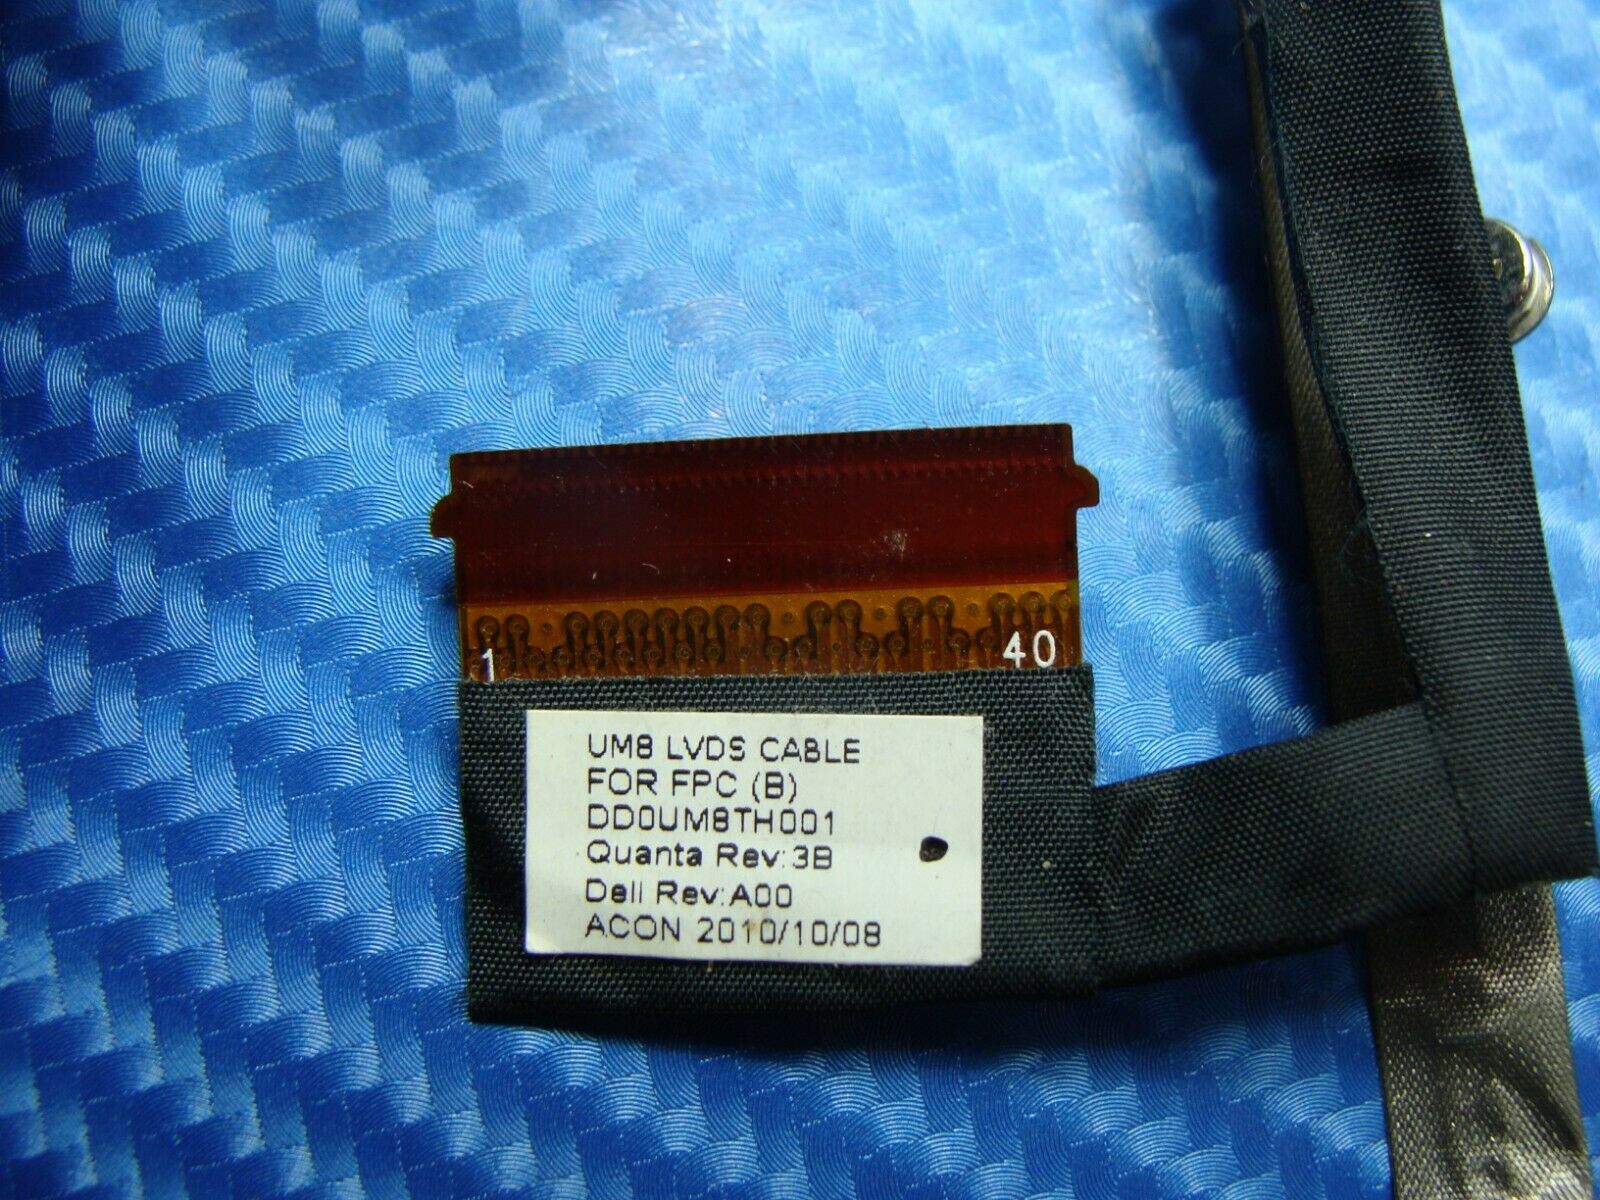 1 40
UM8 LVDS CABLE
FOR FPC (B)
DD0UM8TH001
Quanta Rev:3B
Dell Rev:A00
ACON 2010/10/08